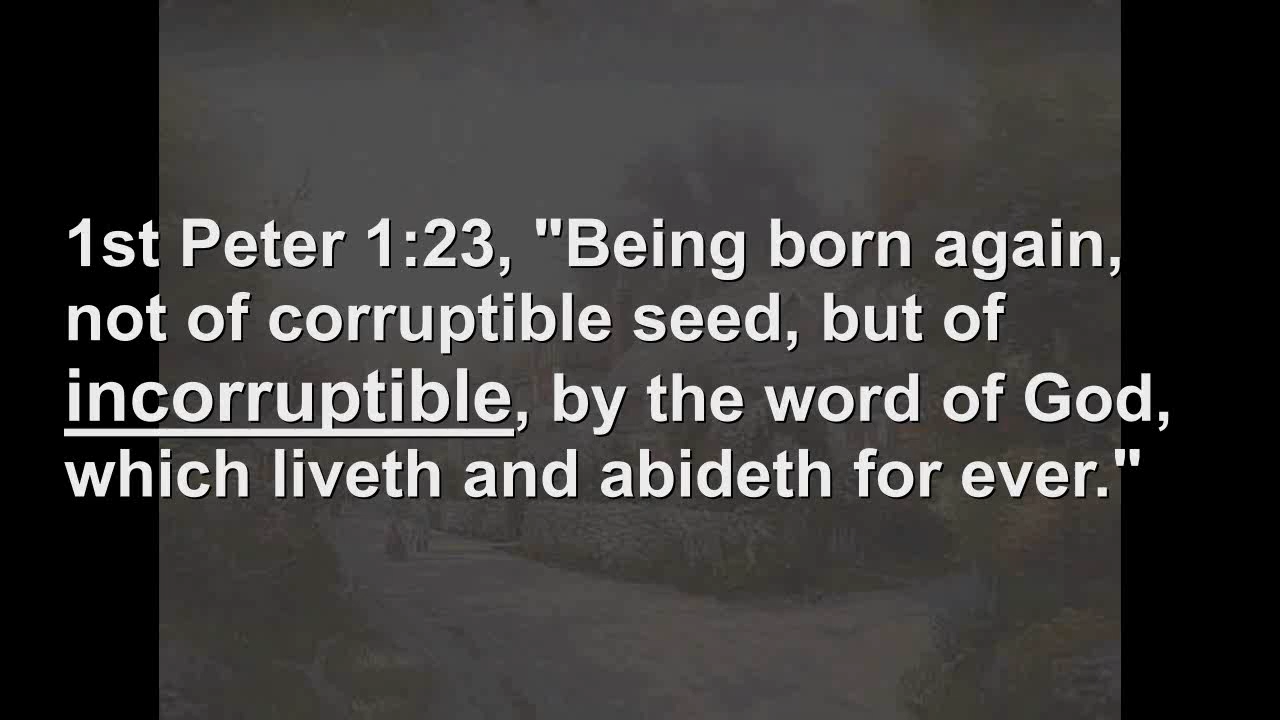 1st Peter 1:23, "Being born again,
not of corruptible seed, but of
incorruptible, by the word of God,
which liveth and abideth for ever."